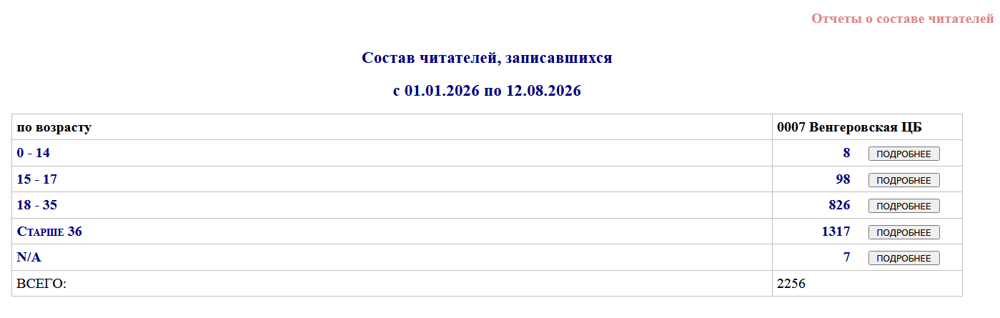 Отчеты о составе читателей
Состав читателей, записавшихся
с 01.01.2026 по 12.08.2026
по возрасту 0007 Венгеровская ЦБ
0 - 14 8 ПОДРОБНЕЕ
15 - 17 98 ПОДРОБНЕЕ
18 - 35 826 ПОДРОБНЕЕ
Старше 36 1317 ПОДРОБНЕЕ
N/A 7 ПОДРОБНЕЕ
ВСЕГО: 2256